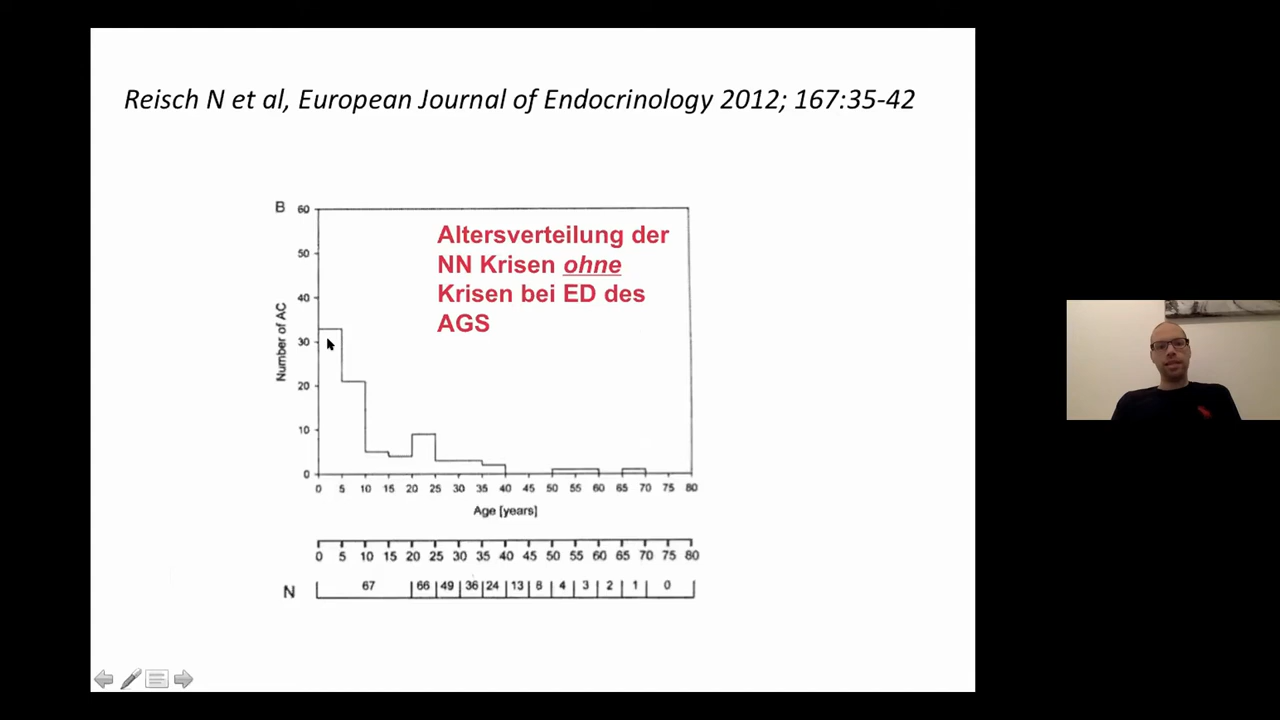 Reisch N et al, European Journal of Endocrinology 2012; 167:35-42
B
60
Altersverteilung der
NN Krisen ohne
Krisen bei ED des
AGS
50
40
30
20
10
0
Number of AC
0 5 10 15 20 25 30 35 40 45 50 55 60 65 70 75 80
Age [years]
0 5 10 15 20 25 30 35 40 45 50 55 60 65 70 75 80
N 67 66 49 36 24 13 8 4 3 2 1 0